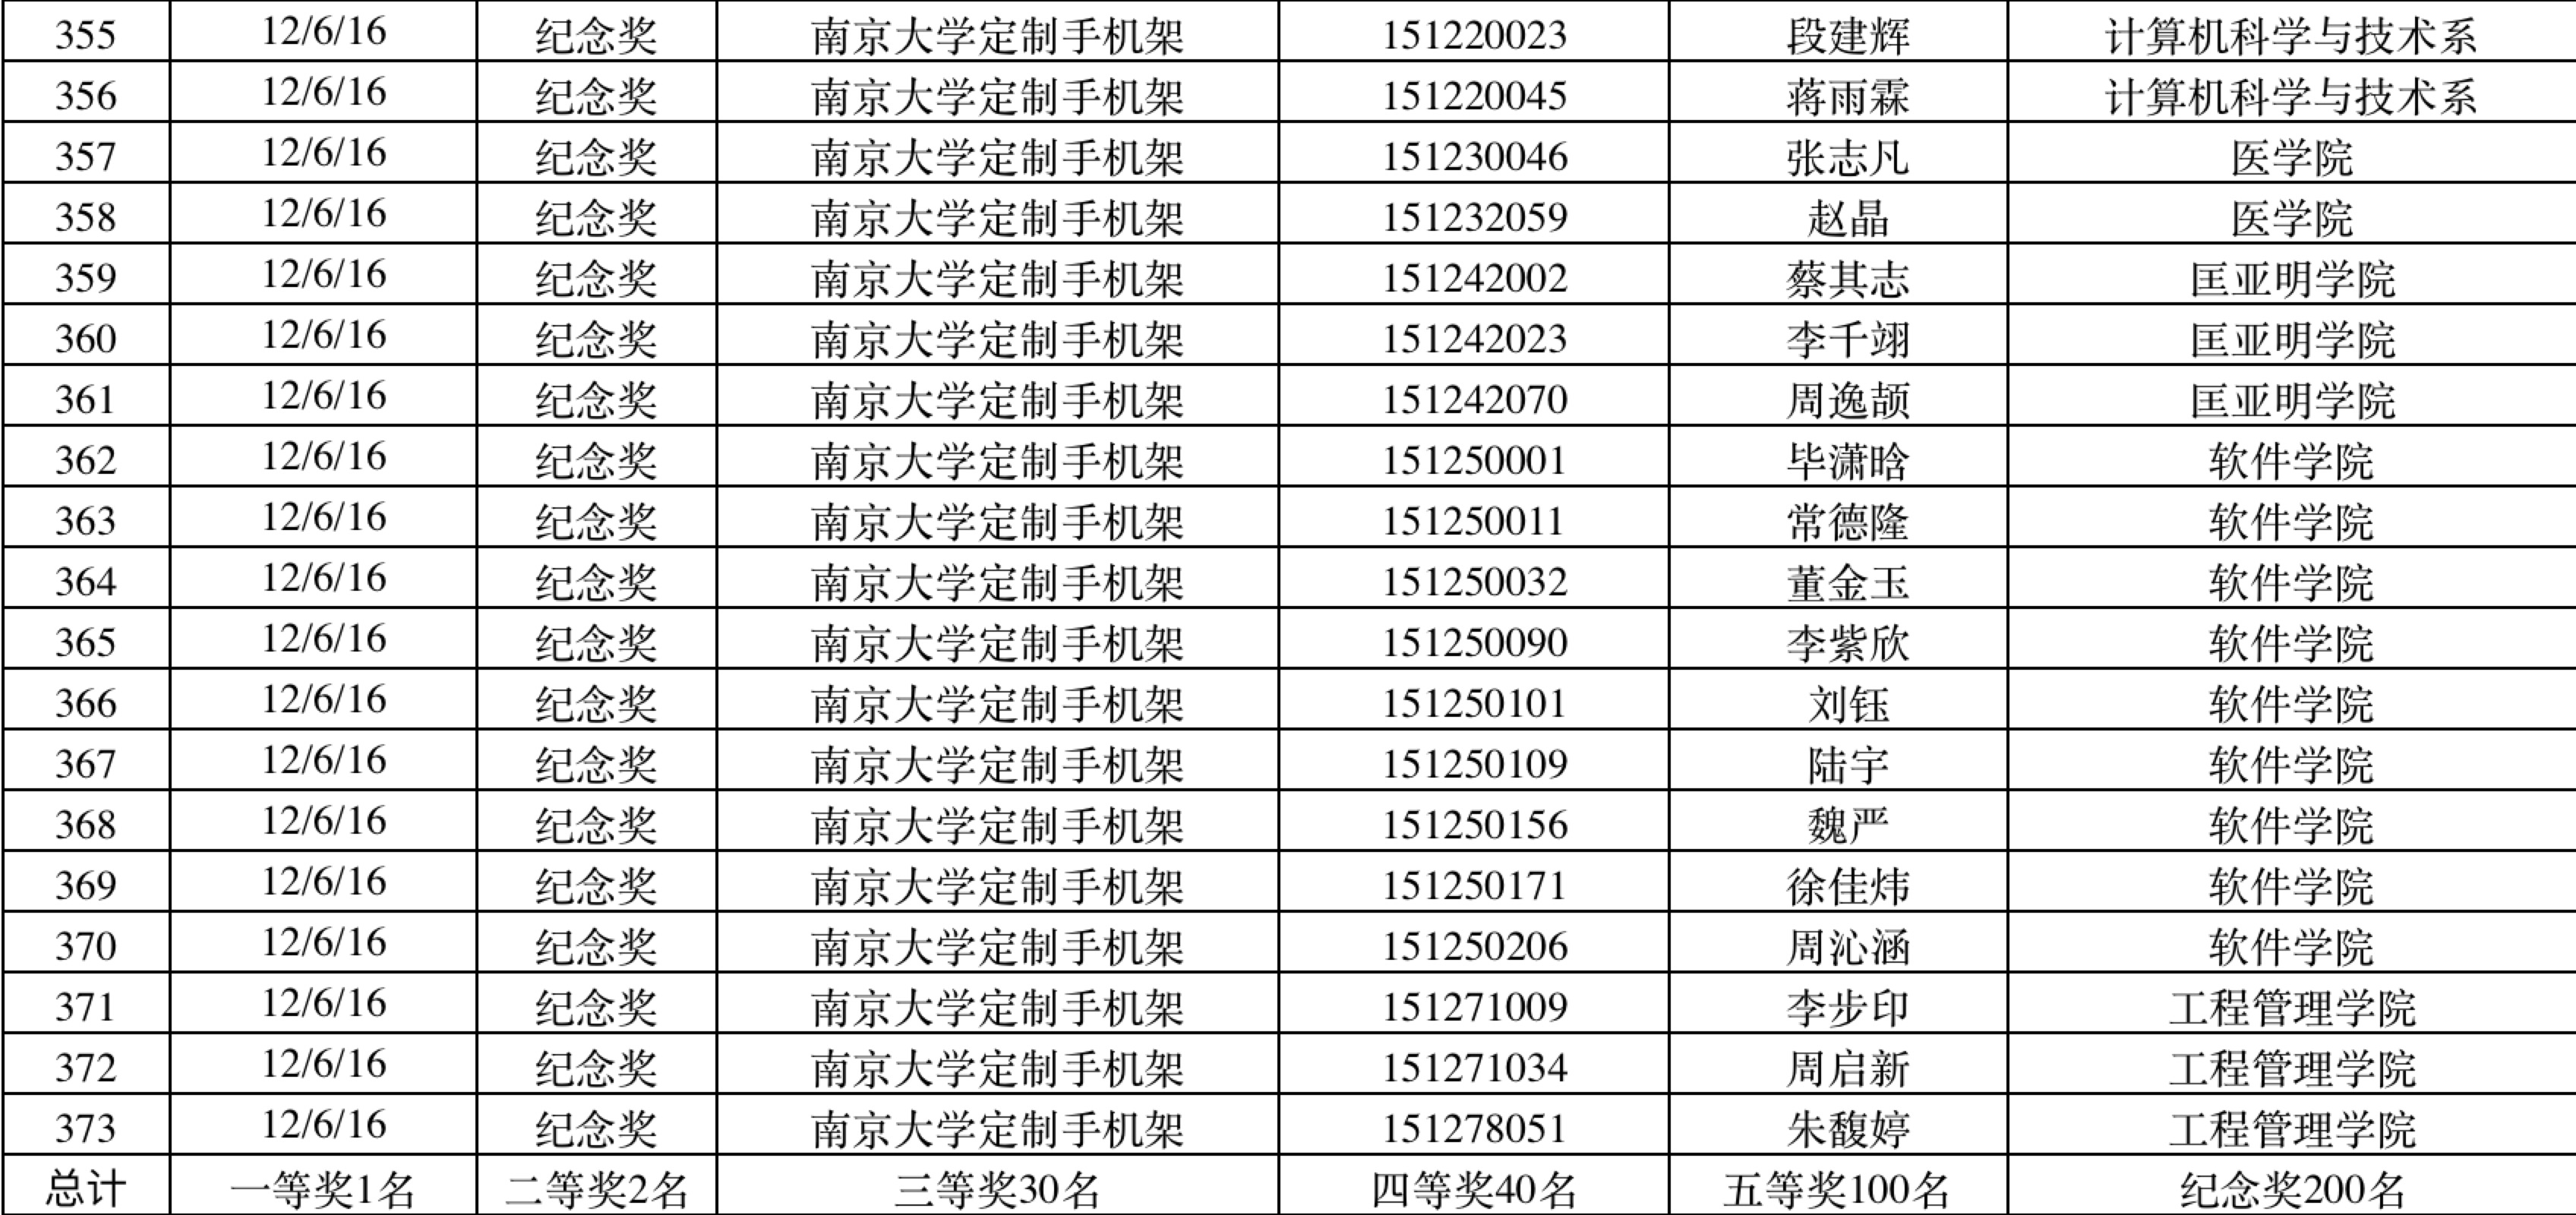 355 12/6/16 纪念奖 南京大学定制手机架 151220023 段建辉 计算机科学与技术系
356 12/6/16 纪念奖 南京大学定制手机架 151220045 蒋雨霖 计算机科学与技术系
357 12/6/16 纪念奖 南京大学定制手机架 151230046 张志凡 医学院
358 12/6/16 纪念奖 南京大学定制手机架 151232059 赵晶 医学院
359 12/6/16 纪念奖 南京大学定制手机架 151242002 蔡其志 匡亚明学院
360 12/6/16 纪念奖 南京大学定制手机架 151242023 李千翊 匡亚明学院
361 12/6/16 纪念奖 南京大学定制手机架 151242070 周逸颉 匡亚明学院
362 12/6/16 纪念奖 南京大学定制手机架 151250001 毕潇晗 软件学院
363 12/6/16 纪念奖 南京大学定制手机架 151250011 常德隆 软件学院
364 12/6/16 纪念奖 南京大学定制手机架 151250032 董金玉 软件学院
365 12/6/16 纪念奖 南京大学定制手机架 151250090 李紫欣 软件学院
366 12/6/16 纪念奖 南京大学定制手机架 151250101 刘钰 软件学院
367 12/6/16 纪念奖 南京大学定制手机架 151250109 陆宇 软件学院
368 12/6/16 纪念奖 南京大学定制手机架 151250156 魏严 软件学院
369 12/6/16 纪念奖 南京大学定制手机架 151250171 徐佳炜 软件学院
370 12/6/16 纪念奖 南京大学定制手机架 151250206 周沁涵 软件学院
371 12/6/16 纪念奖 南京大学定制手机架 151271009 李步印 工程管理学院
372 12/6/16 纪念奖 南京大学定制手机架 151271034 周启新 工程管理学院
373 12/6/16 纪念奖 南京大学定制手机架 151278051 朱馥婷 工程管理学院
总计 一等奖1名 二等奖2名 三等奖30名 四等奖40名 五等奖100名 纪念奖200名